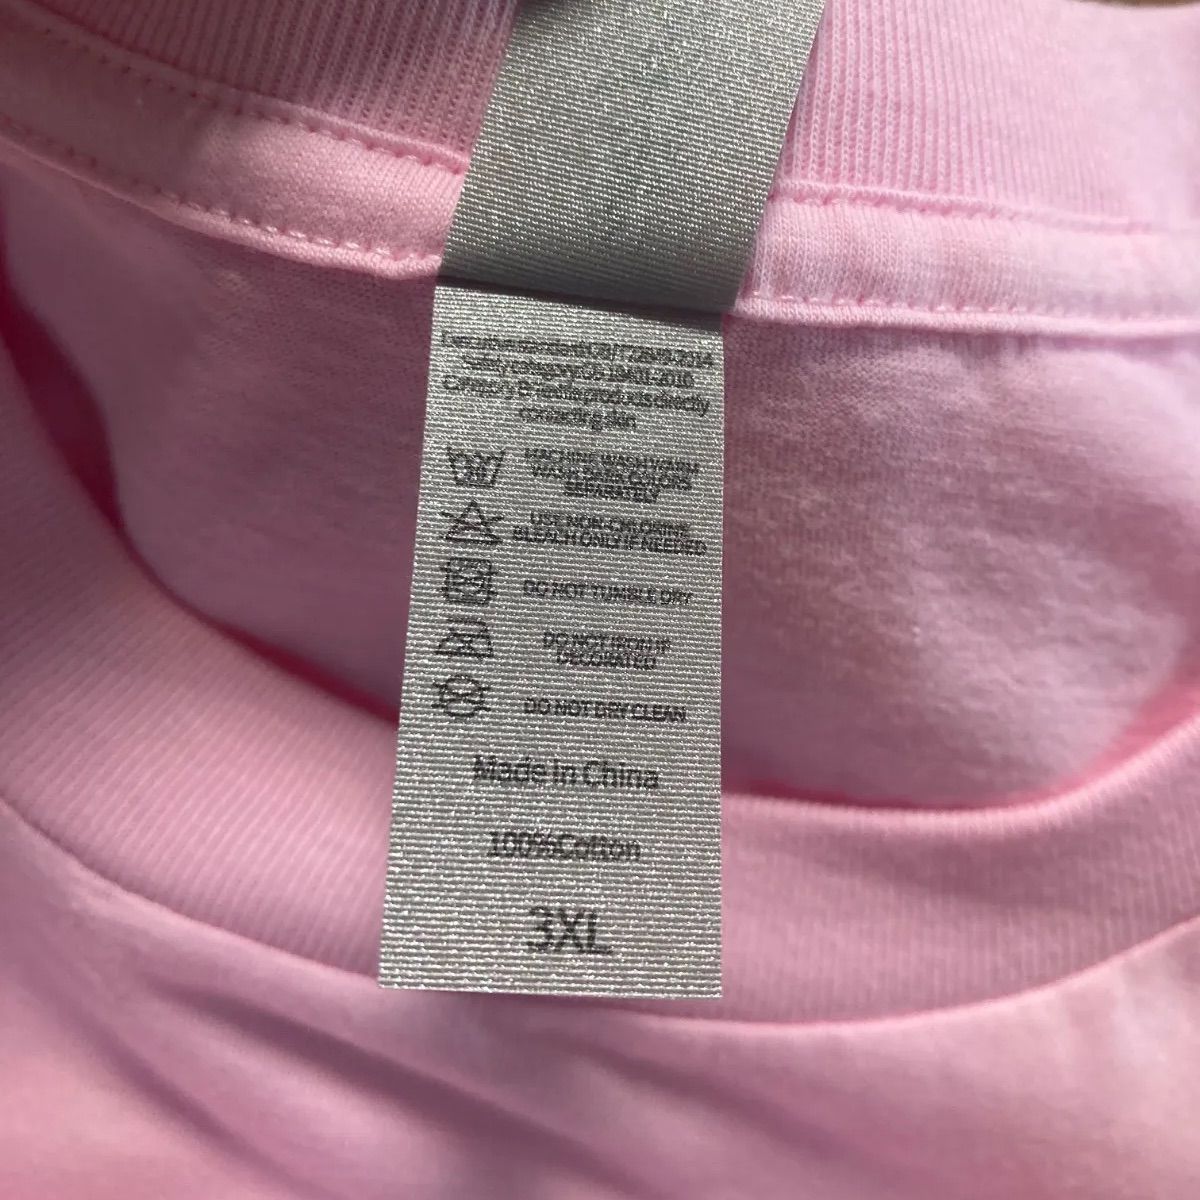 Executive standard:GB/T 22849-2014
Safety category:GB 18401-2010
Category B textile products directly
contacting skin
30
MACHINE WASH WARM
WASH DARK COLORS
SEPARATELY
USE NON-CHLORINE
BLEACH ONLY IF NEEDED
DO NOT TUMBLE DRY
DO NOT IRON IF
DECORATED
DO NOT DRY CLEAN
Made in China
100%Cotton
3XL